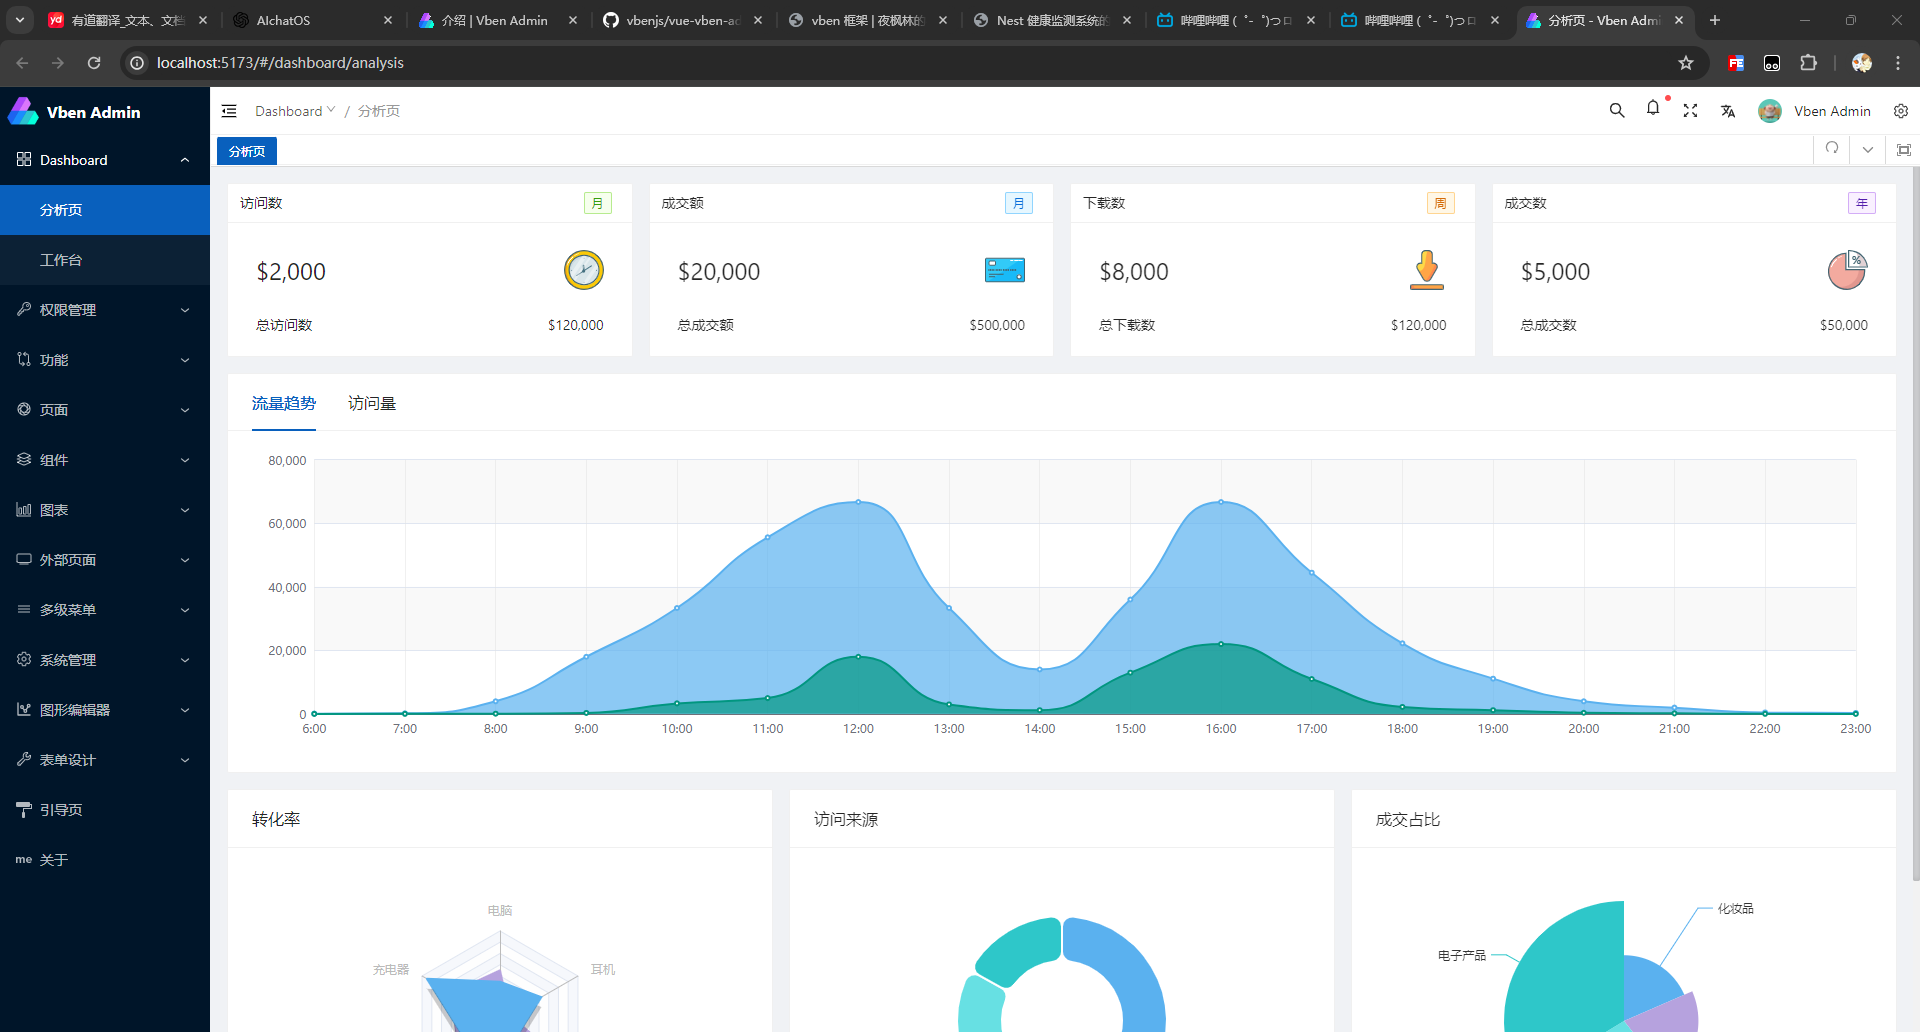 有道翻译_文本、文档
AIchatOS
介绍 | Vben Admin
vbenjs/vue-vben-ad
vben 框架 | 夜枫林的
Nest 健康监测系统的
哔哩哔哩 (゜-゜)つロ
哔哩哔哩 (゜-゜)つロ
分析页 - Vben Admi
localhost:5173/#/dashboard/analysis
Vben Admin
Dashboard / 分析页
Vben Admin
Dashboard
分析页
工作台
权限管理
功能
页面
组件
图表
外部页面
多级菜单
系统管理
图形编辑器
表单设计
引导页
me 关于
分析页
访问数 月
$2,000
总访问数 $120,000
成交额 月
$20,000
总成交额 $500,000
下载数 周
$8,000
总下载数 $120,000
成交数 年
$5,000
%
总成交数 $50,000
流量趋势 访问量
80,000
60,000
40,000
20,000
0
6:00 7:00 8:00 9:00 10:00 11:00 12:00 13:00 14:00 15:00 16:00 17:00 18:00 19:00 20:00 21:00 22:00 23:00
转化率
电脑
充电器
耳机
访问来源
成交占比
化妆品
电子产品